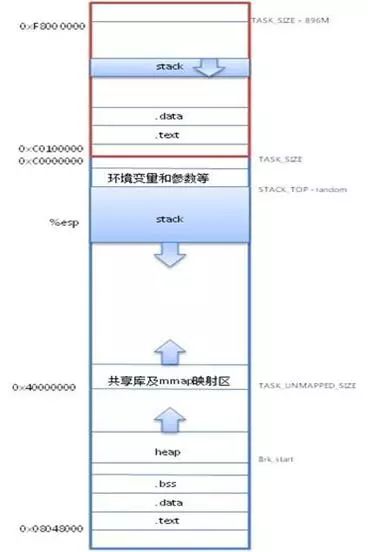 0xF8000000
TASK_SIZE - 896M
stack
.data
.text
0xC0100000
0xC0000000
TASK_SIZE
环境变量和参数等
STACK_TOP - random
%esp
stack
共享库及mmap映射区
0x40000000
TASK_UNMAPPED_SIZE
heap
Brk_start
.bss
.data
.text
0x08048000